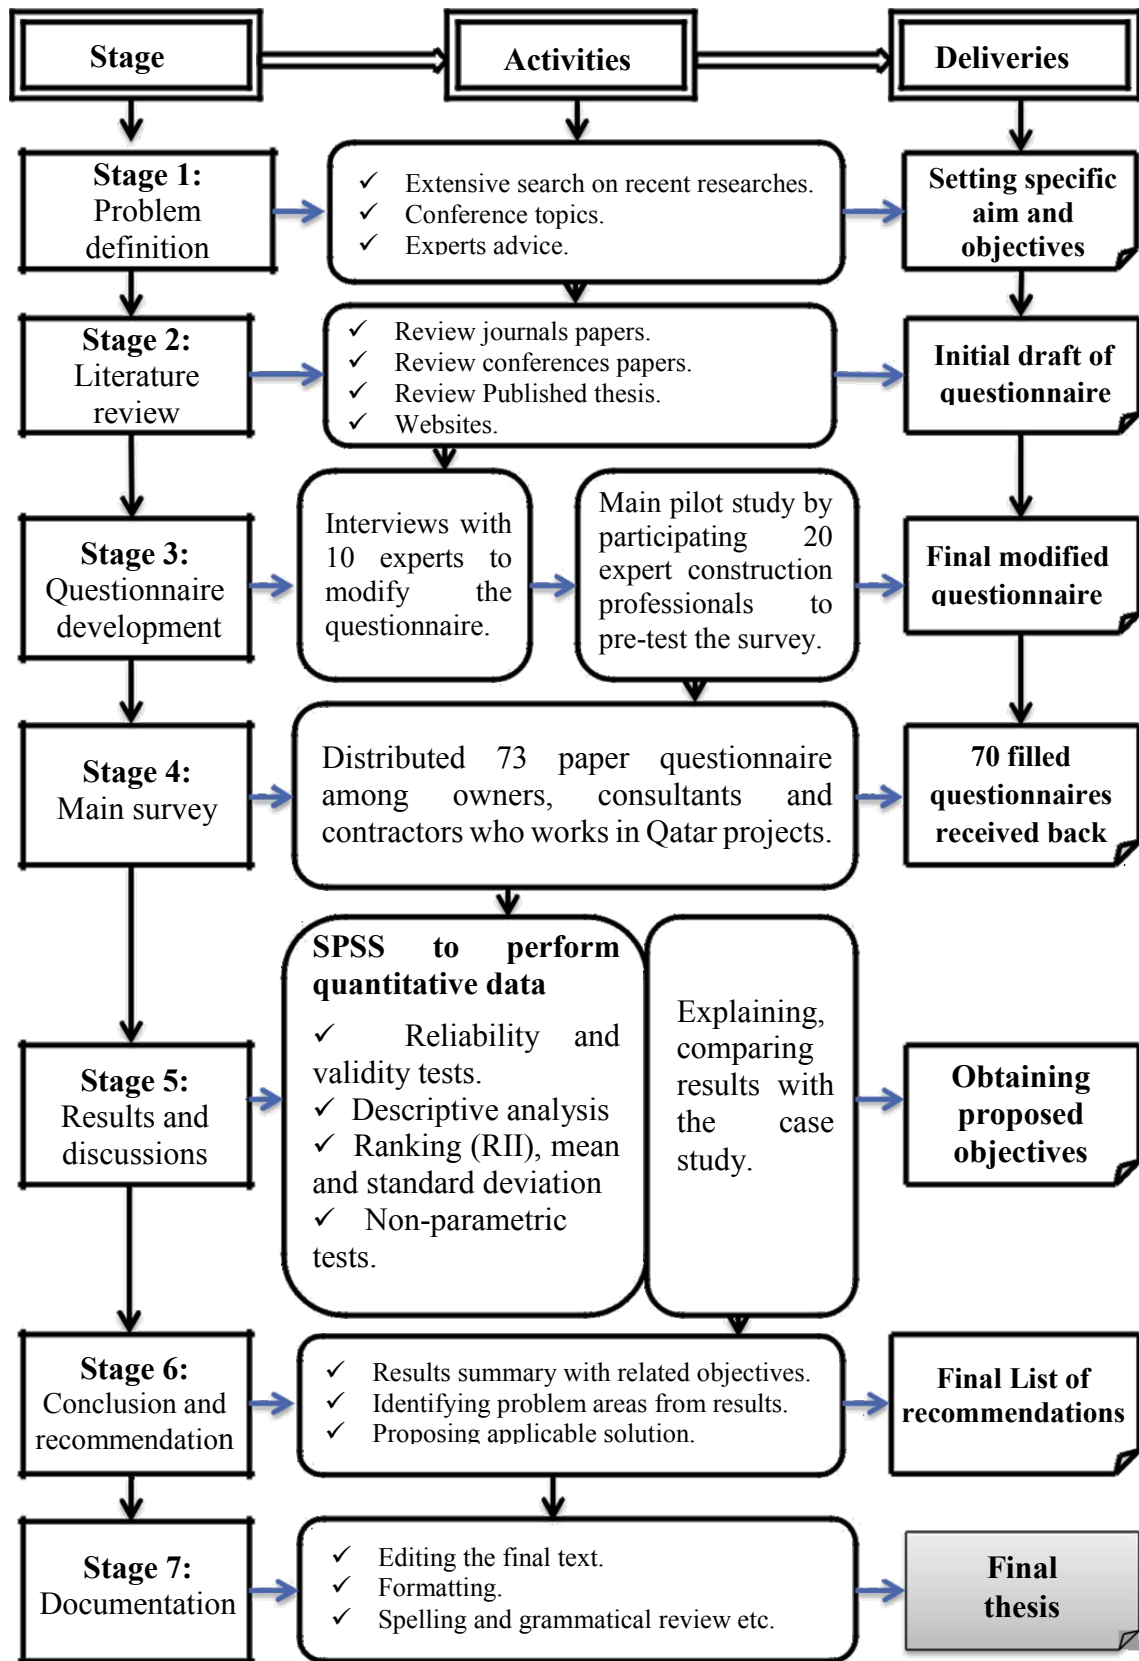 Stage
Activities
Deliveries
Stage 1:
Problem
definition
✓ Extensive search on recent researches.
✓ Conference topics.
✓ Experts advice.
Setting specific
aim and
objectives
Stage 2:
Literature
review
✓ Review journals papers.
✓ Review conferences papers.
✓ Review Published thesis.
✓ Websites.
Initial draft of
questionnaire
Stage 3:
Questionnaire
development
Interviews with
10 experts to
modify the
questionnaire.
Main pilot study by
participating 20
expert construction
professionals to
pre-test the survey.
Final modified
questionnaire
Stage 4:
Main survey
Distributed 73 paper questionnaire
among owners, consultants and
contractors who works in Qatar projects.
70 filled
questionnaires
received back
Stage 5:
Results and
discussions
SPSS to perform
quantitative data
✓ Reliability and
validity tests.
✓ Descriptive analysis
✓ Ranking (RII), mean
and standard deviation
✓ Non-parametric
tests.
Explaining,
comparing
results with
the case
study.
Obtaining
proposed
objectives
Stage 6:
Conclusion and
recommendation
✓ Results summary with related objectives.
✓ Identifying problem areas from results.
✓ Proposing applicable solution.
Final List of
recommendations
Stage 7:
Documentation
✓ Editing the final text.
✓ Formatting.
✓ Spelling and grammatical review etc.
Final
thesis